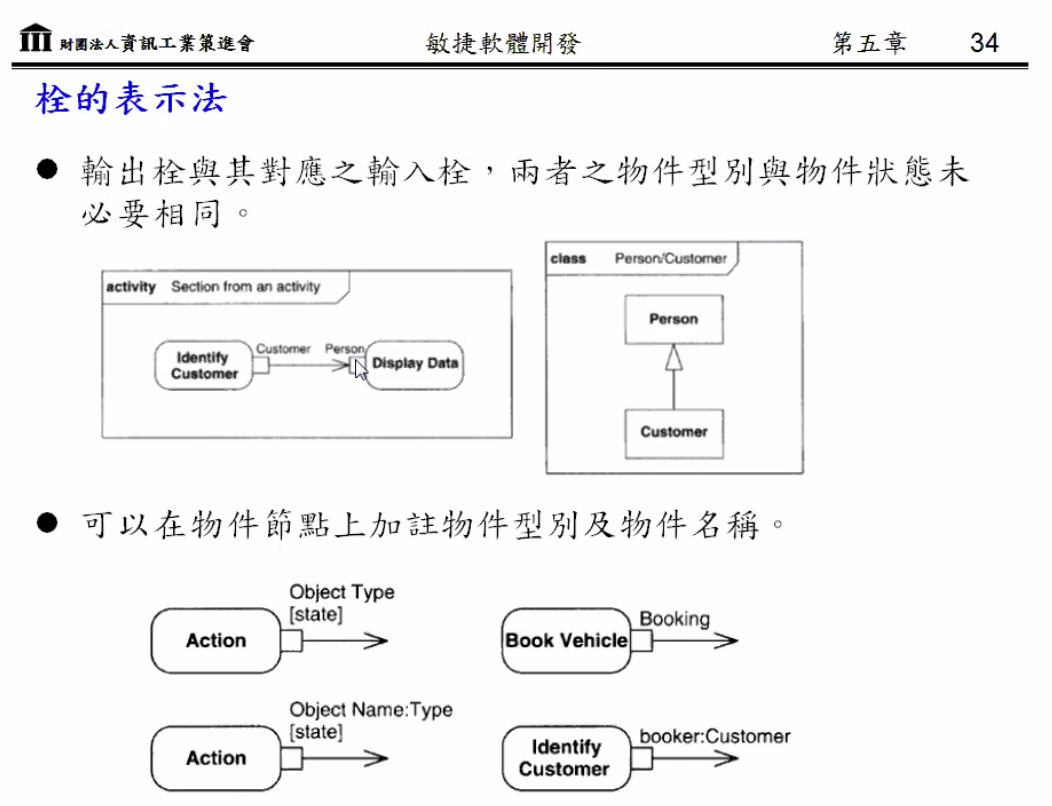 財團法人資訊工業策進會 敏捷軟體開發 第五章 34
栓的表示法
● 輸出栓與其對應之輸入栓，兩者之物件型別與物件狀態未
必要相同。
activity Section from an activity
Identify
Customer
Customer Person
Display Data
class Person/Customer
Person
Customer
● 可以在物件節點上加註物件型別及物件名稱。
Object Type
[state]
Action
Booking
Book Vehicle
Object Name:Type
[state]
Action
booker:Customer
Identify
Customer